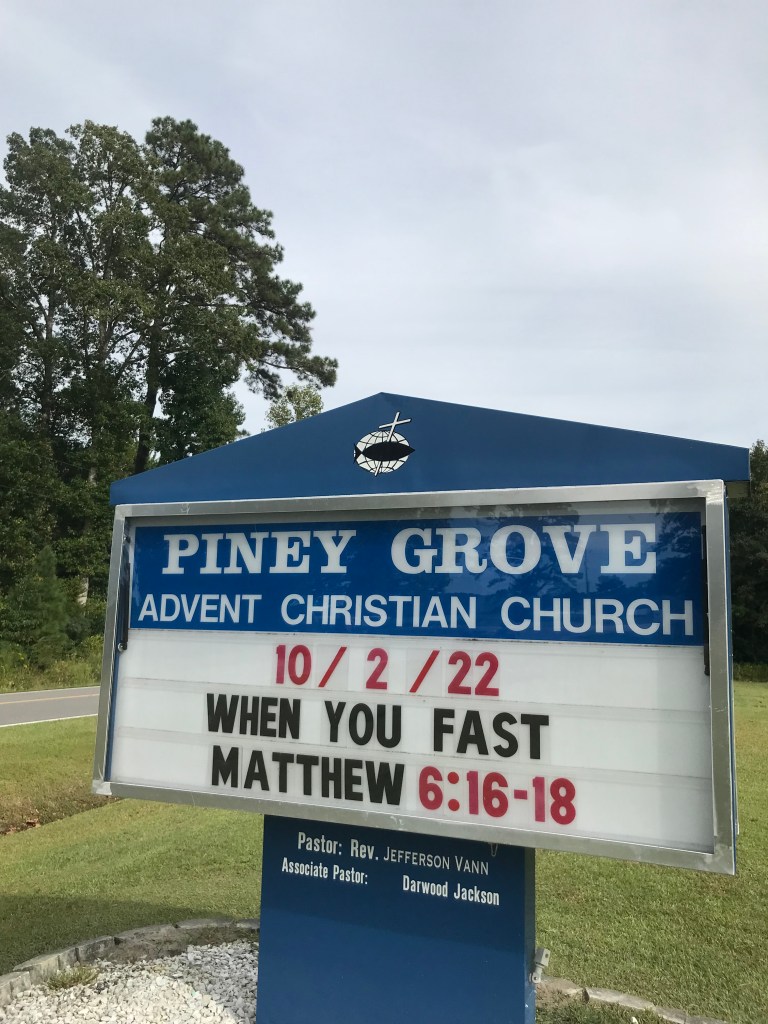 PINEY GROVE
ADVENT CHRISTIAN CHURCH
10/2/22
WHEN YOU FAST
MATTHEW 6:16-18
Pastor: Rev. JEFFERSON VANN
Associate Pastor: Darwood Jackson